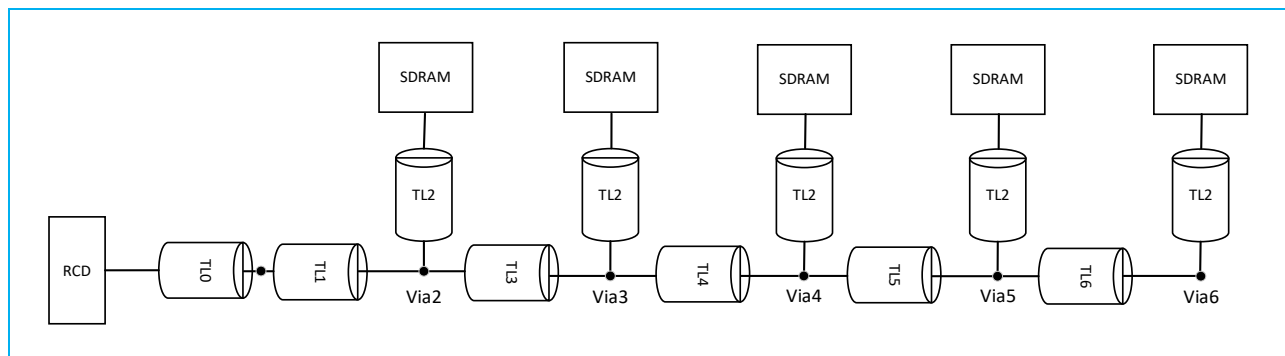 SDRAM SDRAM SDRAM SDRAM SDRAM
TL2 TL2 TL2 TL2 TL2
RCD TL0 TL1 TL3 TL4 TL5 TL6
Via2 Via3 Via4 Via5 Via6